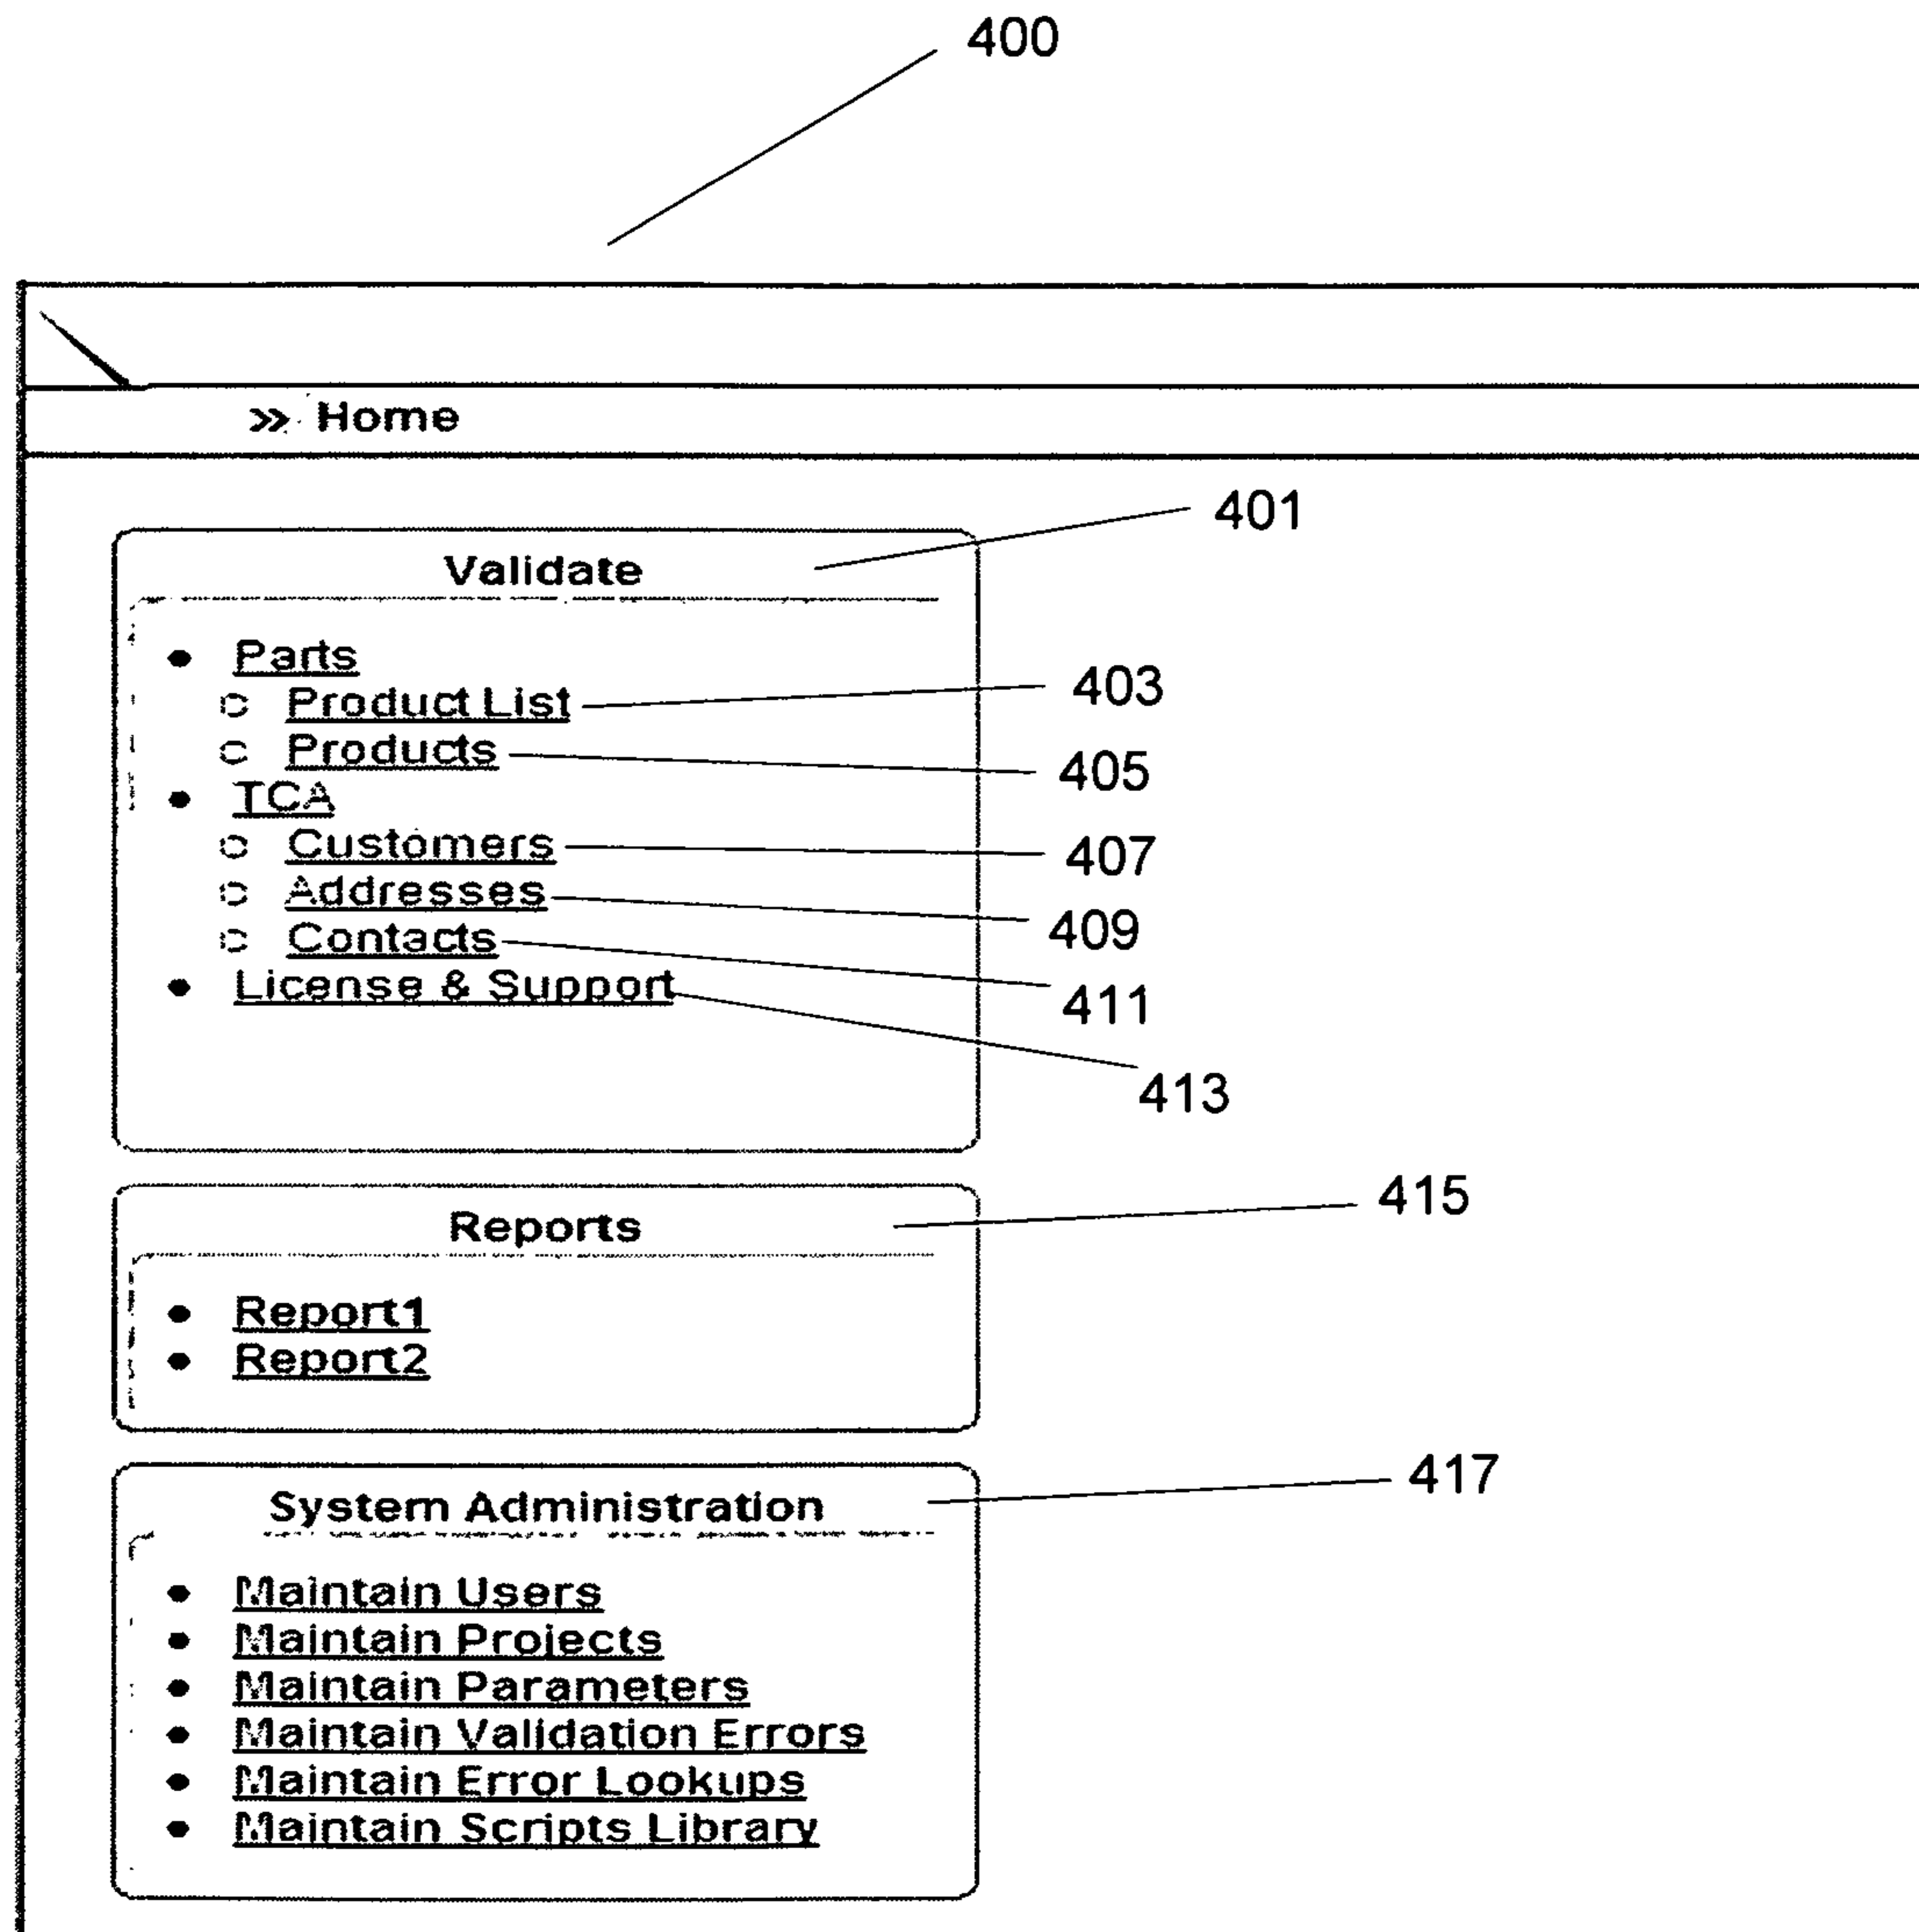 400
» Home
401
Validate
• Parts
○ Product List 403
○ Products 405
• TCA
○ Customers 407
○ Addresses 409
○ Contacts 411
• License & Support 413
Reports 415
• Report1
• Report2
System Administration 417
• Maintain Users
• Maintain Projects
• Maintain Parameters
• Maintain Validation Errors
• Maintain Error Lookups
• Maintain Scripts Library